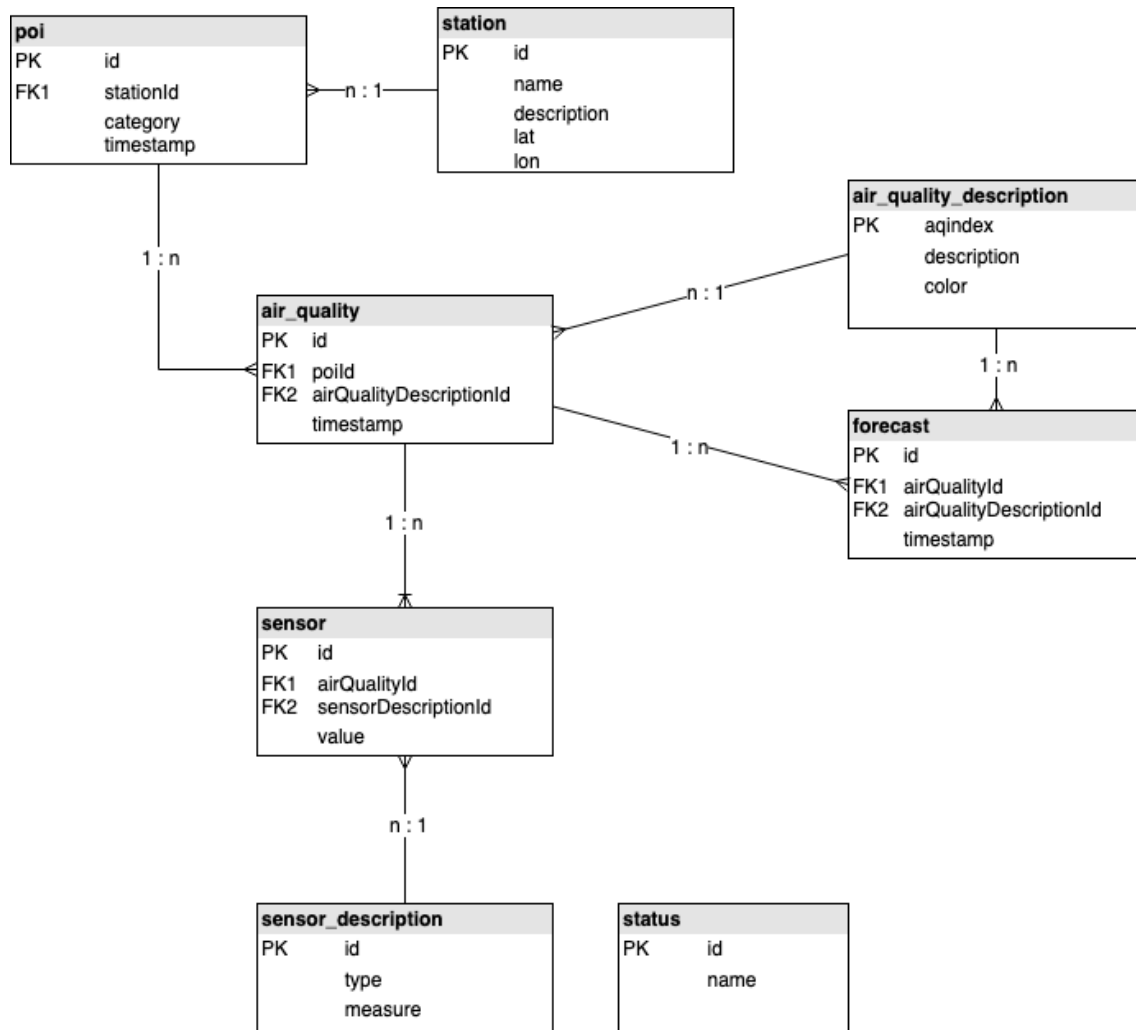 poi
PK id
FK1 stationId
category
timestamp
station
PK id
name
description
lat
lon
n : 1
1 : n
air_quality_description
PK aqindex
description
color
n : 1
air_quality
PK id
FK1 poiId
FK2 airQualityDescriptionId
timestamp
1 : n
1 : n
forecast
PK id
FK1 airQualityId
FK2 airQualityDescriptionId
timestamp
1 : n
sensor
PK id
FK1 airQualityId
FK2 sensorDescriptionId
value
n : 1
sensor_description
PK id
type
measure
status
PK id
name